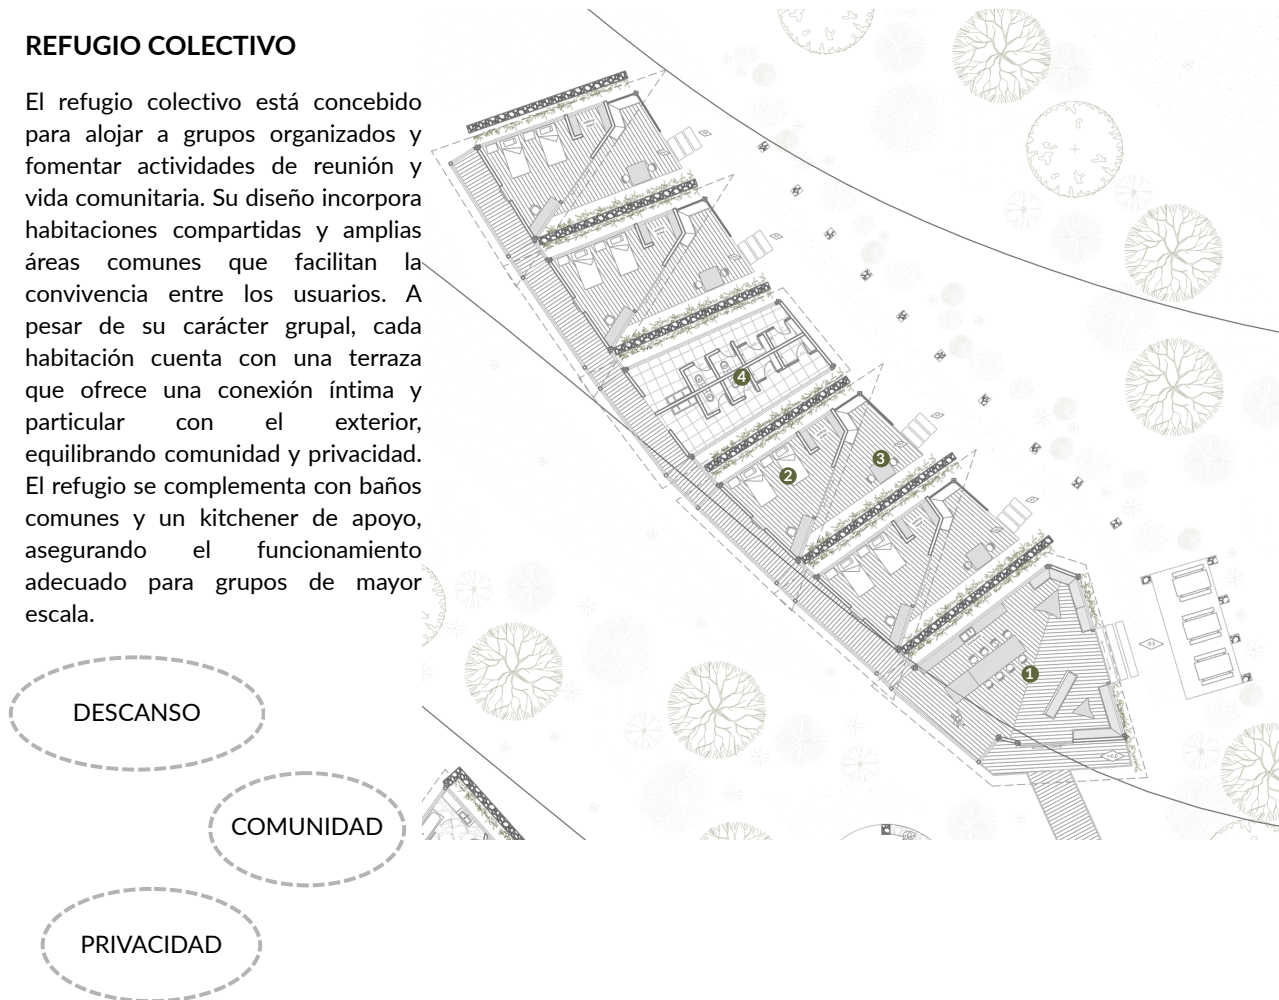 REFUGIO COLECTIVO
El refugio colectivo está concebido
para alojar a grupos organizados y
fomentar actividades de reunión y
vida comunitaria. Su diseño incorpora
habitaciones compartidas y amplias
áreas comunes que facilitan la
convivencia entre los usuarios. A
pesar de su carácter grupal, cada
habitación cuenta con una terraza
que ofrece una conexión íntima y
particular con el exterior,
equilibrando comunidad y privacidad.
El refugio se complementa con baños
comunes y un kitchener de apoyo,
asegurando el funcionamiento
adecuado para grupos de mayor
escala.
DESCANSO
COMUNIDAD
PRIVACIDAD
4
3
2
1